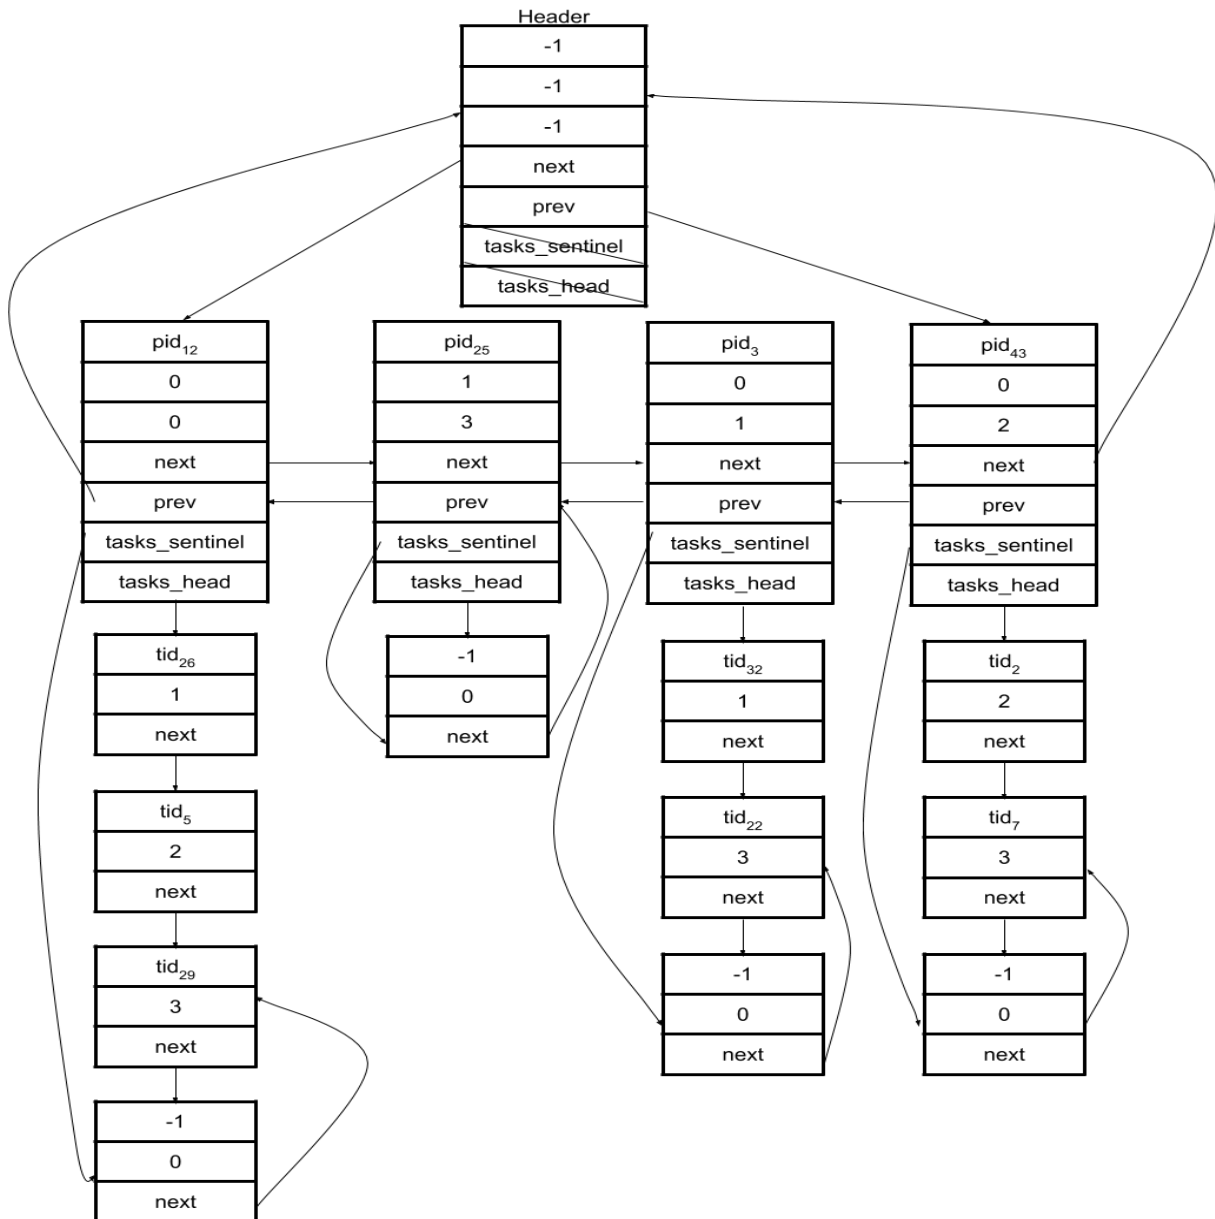 Header
-1
-1
-1
next
prev
tasks_sentinel
tasks_head
pid12
0
0
next
prev
tasks_sentinel
tasks_head
pid25
1
3
next
prev
tasks_sentinel
tasks_head
pid3
0
1
next
prev
tasks_sentinel
tasks_head
pid43
0
2
next
prev
tasks_sentinel
tasks_head
tid26
1
next
tid5
2
next
tid29
3
next
-1
0
next
-1
0
next
tid32
1
next
tid22
3
next
-1
0
next
tid2
2
next
tid7
3
next
-1
0
next